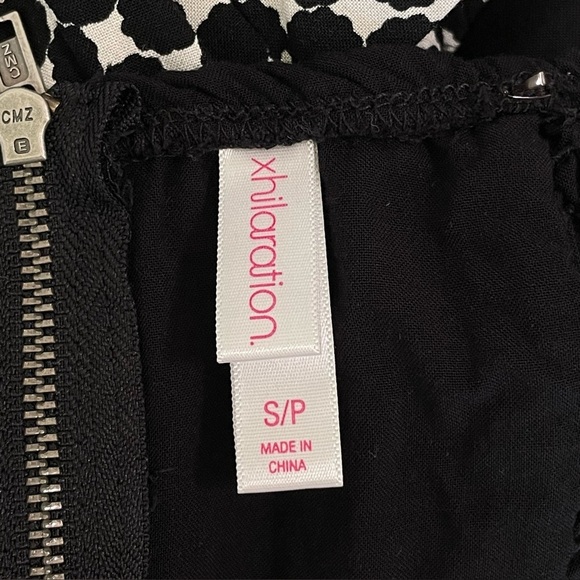 CMZ
CMZ
E
xhilaration.
S/P
MADE IN
CHINA